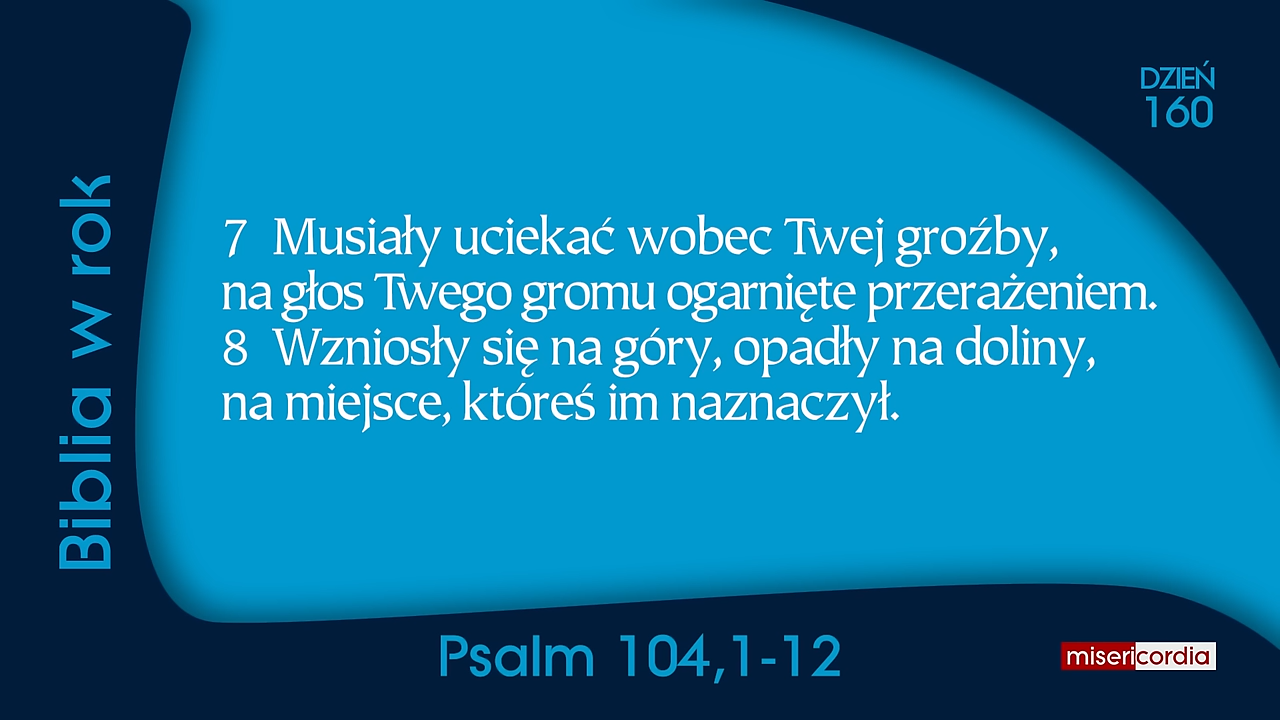 DZIEŃ
160
Biblia w rok
7 Musiały uciekać wobec Twej groźby,
na głos Twego gromu ogarnięte przerażeniem.
8 Wzniosły się na góry, opadły na doliny,
na miejsce, któreś im naznaczył.
Psalm 104,1-12
misericordia